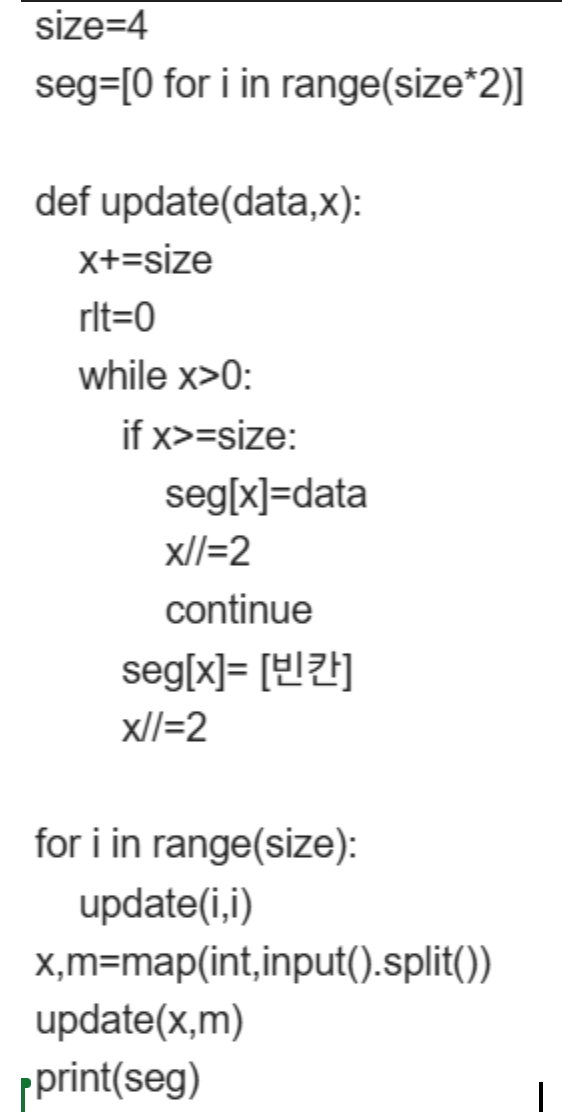 size=4
seg=[0 for i in range(size*2)]
def update(data,x):
x+=size
rlt=0
while x>0:
if x>=size:
seg[x]=data
x//=2
continue
seg[x]= [빈칸]
x//=2
for i in range(size):
update(i,i)
x,m=map(int,input().split())
update(x,m)
print(seg)